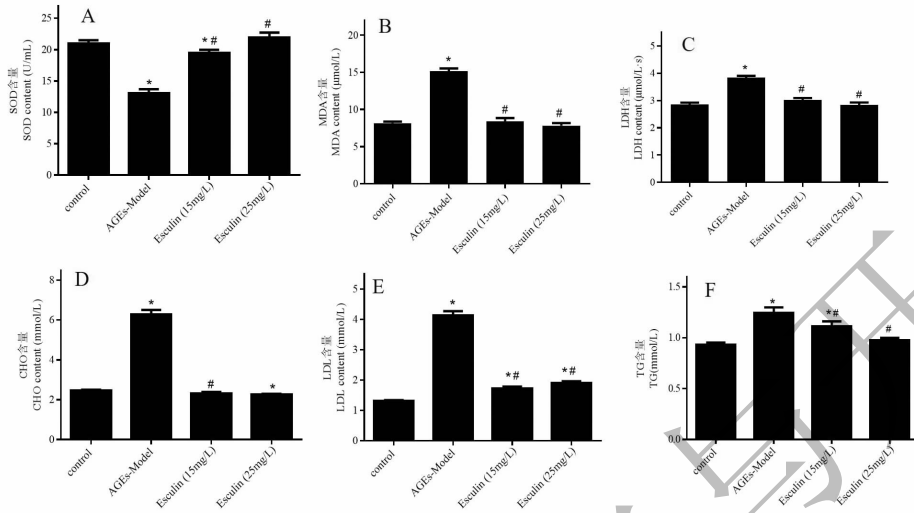 A
SOD含量
SOD content (U/mL)
25
20
15
10
5
0
*
* #
#
control
AGEs-Model
Esculin (15mg/L)
Esculin (25mg/L)
B
MDA含量
MDA content (μmol/L)
20
15
10
5
0
*
#
#
control
AGEs-Model
Esculin (15mg/L)
Esculin (25mg/L)
C
LDH含量
LDH content (μmol/L·s)
5
4
3
2
1
0
*
#
#
control
AGEs-Model
Esculin (15mg/L)
Esculin (25mg/L)
D
CHO含量
CHO content (mmol/L)
8
6
4
2
0
*
#
*
control
AGEs-Model
Esculin (15mg/L)
Esculin (25mg/L)
E
LDL含量
LDL content (mmol/L)
5
4
3
2
1
0
*
* #
* #
control
AGEs-Model
Esculin (15mg/L)
Esculin (25mg/L)
F
TG含量
TG(mmol/L)
1.5
1.0
0.5
0.0
*
* #
#
control
AGEs-Model
Esculin (15mg/L)
Esculin (25mg/L)